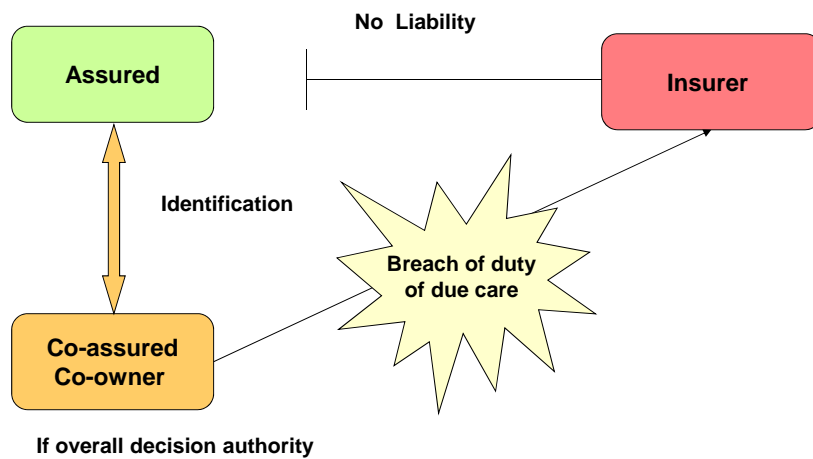 No Liability
Assured
Insurer
Identification
Breach of duty
of due care
Co-assured
Co-owner
If overall decision authority